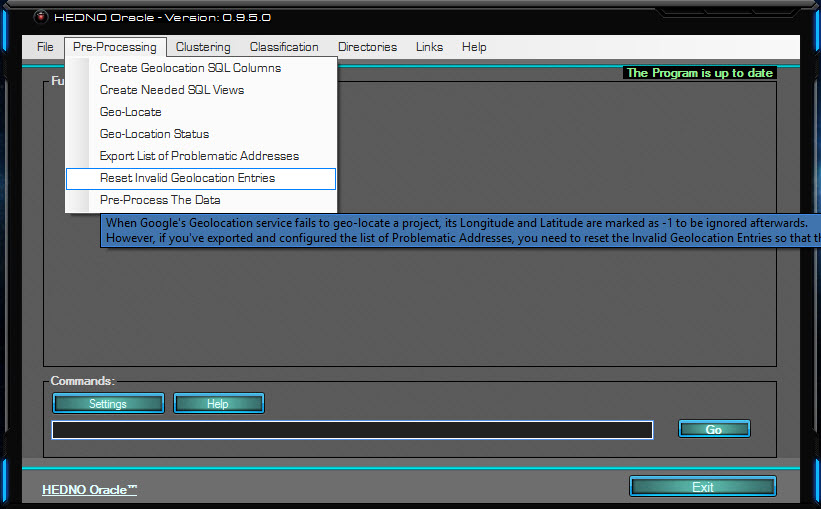 HEDNO Oracle - Version: 0.9.5.0
File Pre-Processing Clustering Classification Directories Links Help
The Program is up to date
Fu
Create Geolocation SQL Columns
Create Needed SQL Views
Geo-Locate
Geo-Location Status
Export List of Problematic Addresses
Reset Invalid Geolocation Entries
Pre-Process The Data
When Google's Geolocation service fails to geo-locate a project, its Longitude and Latitude are marked as -1 to be ignored afterwards.
However, if you've exported and configured the list of Problematic Addresses, you need to reset the Invalid Geolocation Entries so that th
Commands:
Settings Help
Go
HEDNO Oracle™
Exit